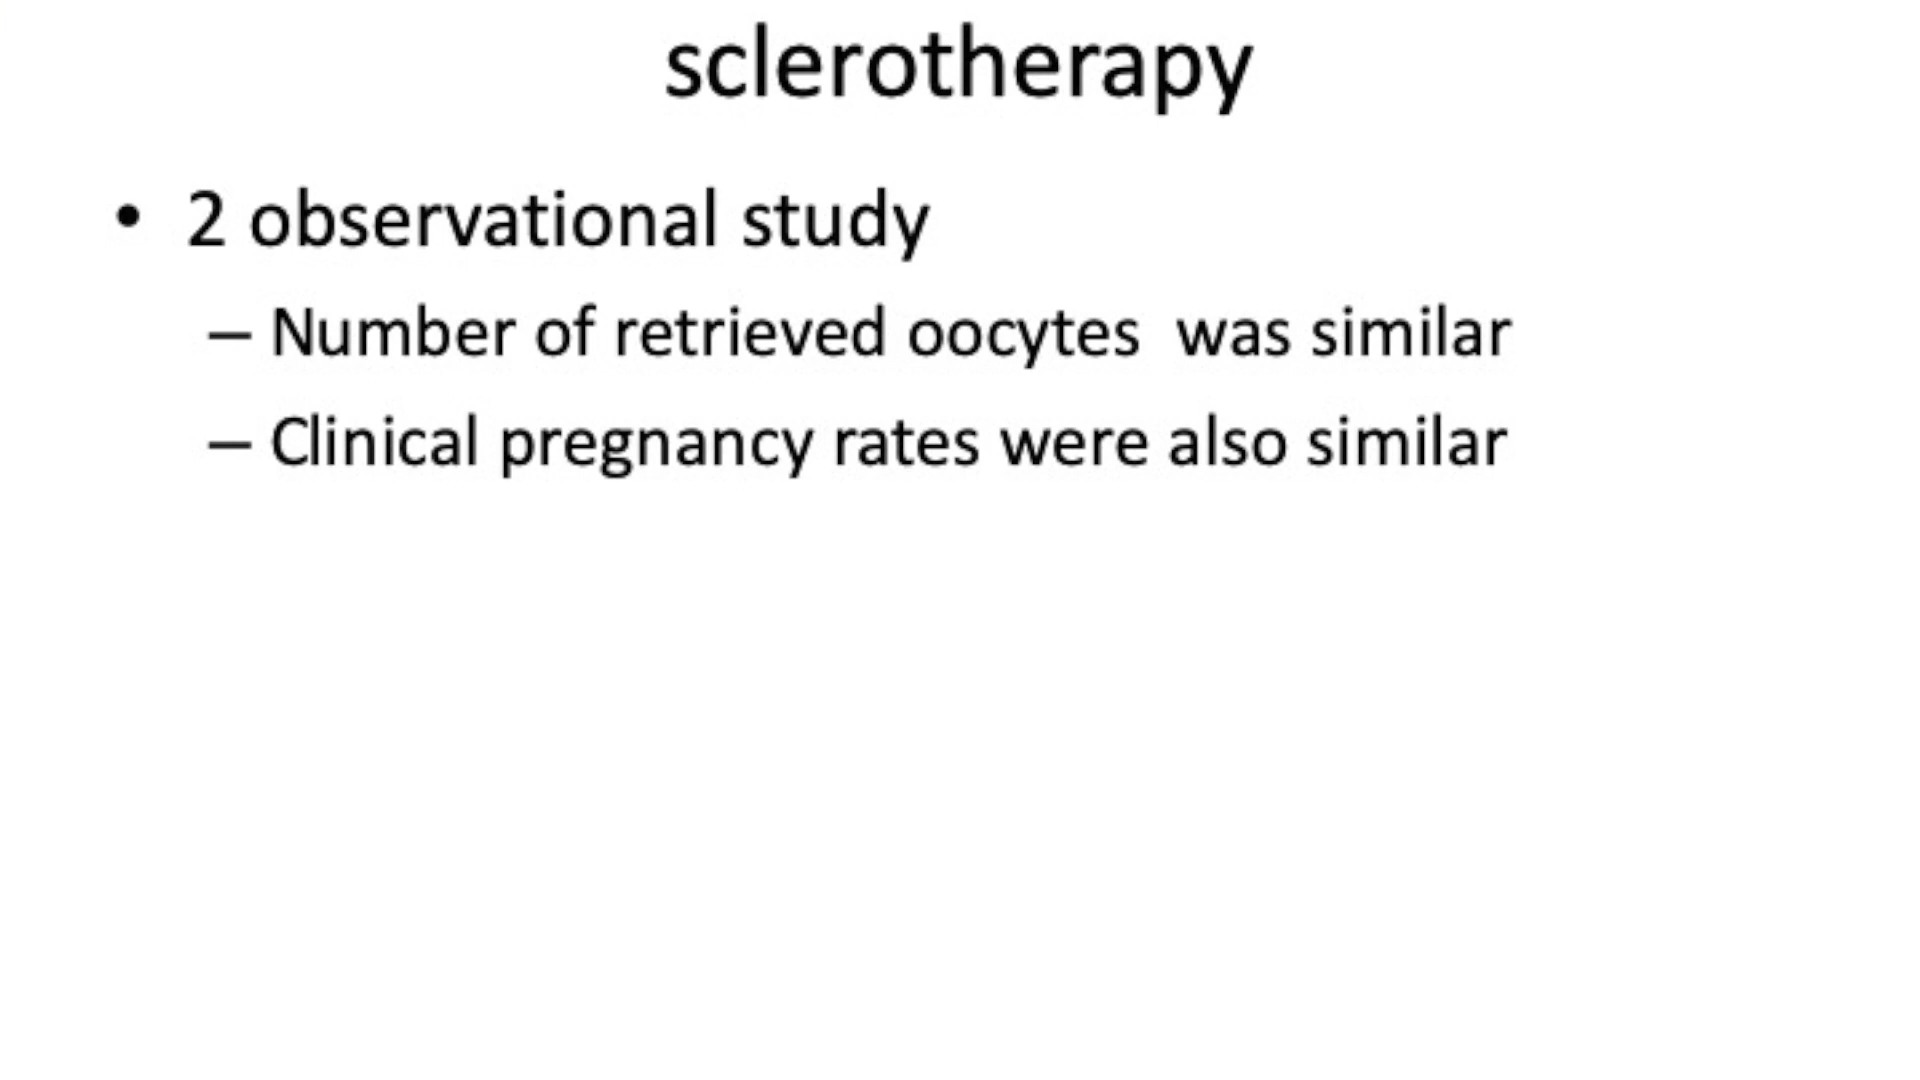 sclerotherapy
• 2 observational study
– Number of retrieved oocytes  was similar
– Clinical pregnancy rates were also similar